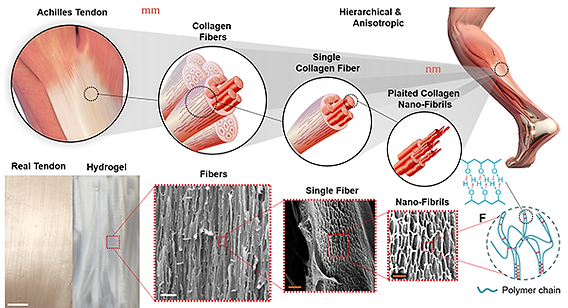 Achilles Tendon
mm
Collagen
Fibers
Hierarchical &
Anisotropic
Single
Collagen Fiber
nm
Plaited Collagen
Nano-Fibrils
Real Tendon
Hydrogel
Fibers
Single Fiber
Nano-Fibrils
H H H H
F
Polymer chain